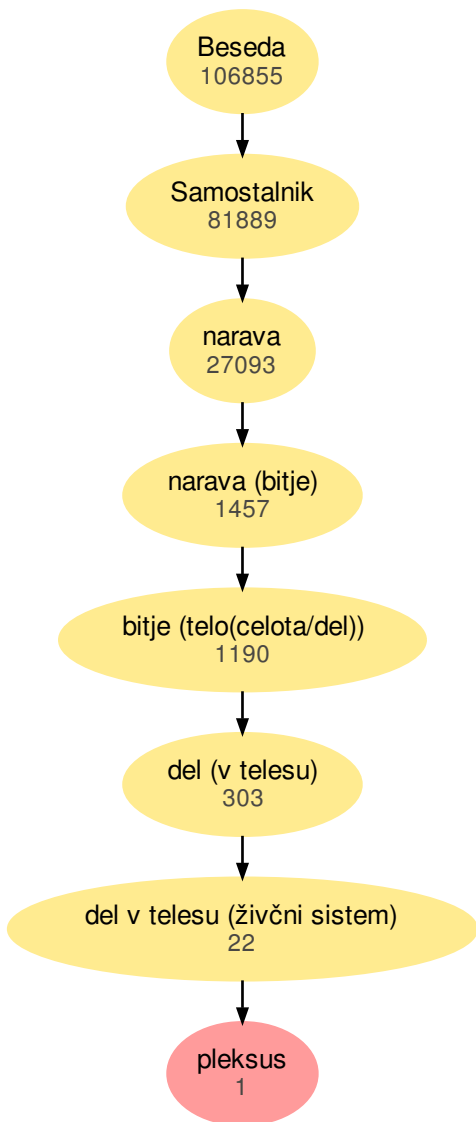 Beseda
106855
Samostalnik
81889
narava
27093
narava (bitje)
1457
bitje (telo(celota/del))
1190
del (v telesu)
303
del v telesu (živčni sistem)
22
pleksus
1